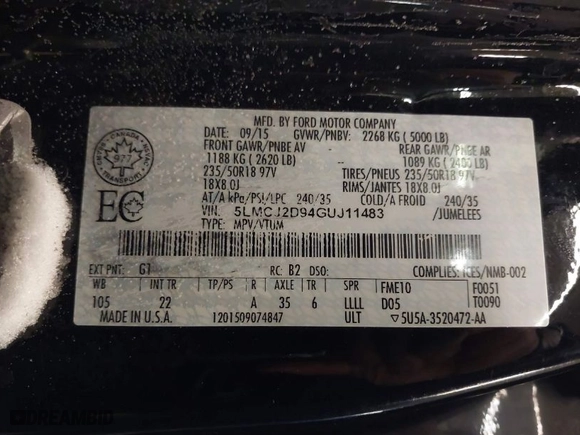 MFD. BY FORD MOTOR COMPANY
DATE: 09/15 GVWR/PNBV: 2268 KG ( 5000 LB)
FRONT GAWR/PNBE AV REAR GAWR/PNBE AR
1188 KG ( 2620 LB) 1089 KG ( 2400 LB)
235/50R18 97V TIRES/PNEUS 235/50R18 97V
18X8.0J RIMS/JANTES 18X8.0J
AT/A kPa/PSI/LPC 240/35 COLD/A FROID 240/35
VIN: 5LMCJ2D94GUJ11483 /JUMELEES
TYPE: MPV/VTUM
CANADA
977
TRANSPORT
EC
EXT PNT: G1 RC: B2 DSO: COMPLIES: ICES/NMB-002
WB INT TR TP/PS R AXLE TR SPR FME10 F0051
105 22 A 35 6 LLLL D05 T0090
MADE IN U.S.A. 1201509074847 ULT ▽5U5A-3520472-AA
DREAMBID